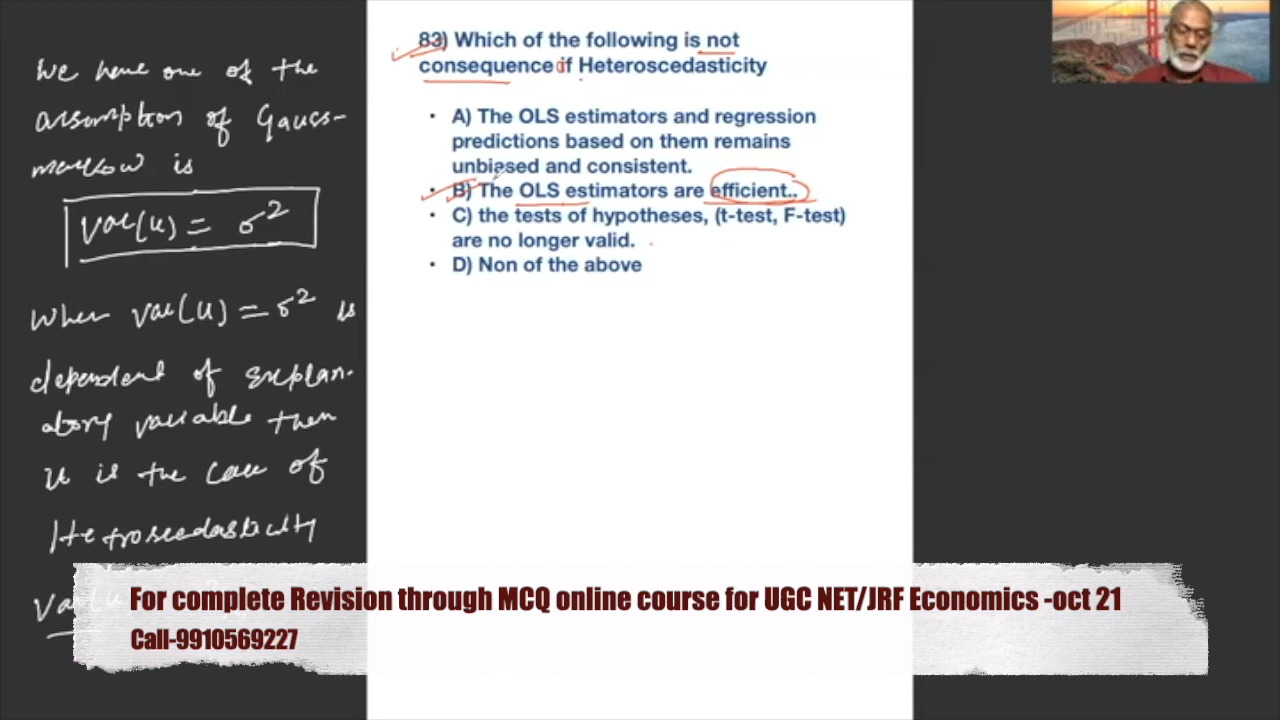 We have one of the
assumption of Gauss-
markow is
Var(u) = σ²
When var(u) = σ² is
dependent of explan-
atory variable then
it is the case of
Hetroscedasticity
Var(u
83) Which of the following is not
consequence if Heteroscedasticity
• A) The OLS estimators and regression
predictions based on them remains
unbiased and consistent.
• B) The OLS estimators are efficient..
• C) the tests of hypotheses, (t-test, F-test)
are no longer valid.
• D) Non of the above
For complete Revision through MCQ online course for UGC NET/JRF Economics -oct 21
Call-9910569227